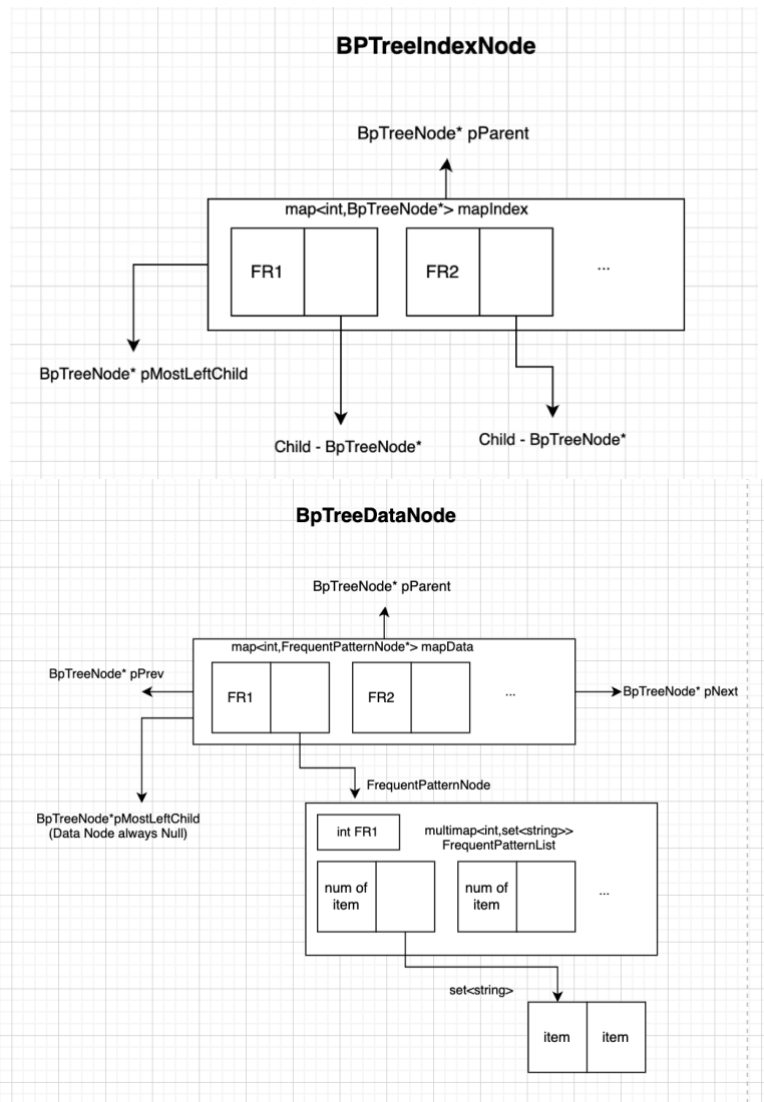 BPTreeIndexNode
BpTreeNode* pParent
map<int,BpTreeNode*> mapIndex
FR1
FR2
...
BpTreeNode* pMostLeftChild
Child - BpTreeNode*
Child - BpTreeNode*
BpTreeDataNode
BpTreeNode* pParent
map<int,FrequentPatternNode*> mapData
BpTreeNode* pPrev
FR1
FR2
...
BpTreeNode* pNext
BpTreeNode*pMostLeftChild
(Data Node always Null)
FrequentPatternNode
int FR1
multimap<int,set<string>>
FrequentPatternList
num of
item
num of
item
...
set<string>
item
item